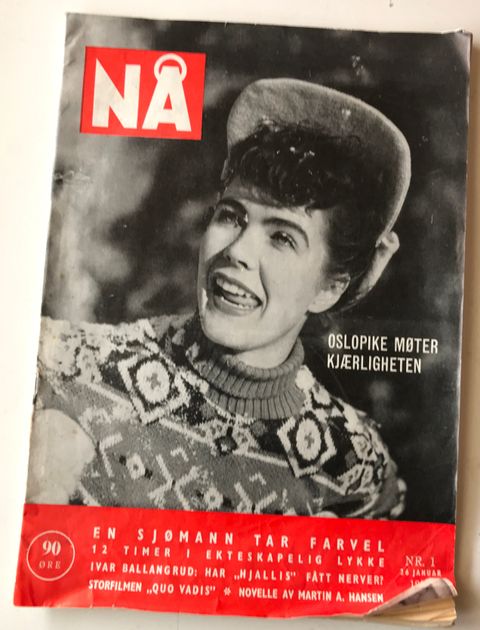 NÅ
OSLOPIKE MØTER
KJÆRLIGHETEN
EN SJØMANN TAR FARVEL
12 TIMER I EKTESKAPELIG LYKKE
IVAR BALLANGRUD: HAR „HJALLIS" FÅTT NERVER?
STORFILMEN „QUO VADIS" * NOVELLE AV MARTIN A. HANSEN
90
ØRE
NR. 1
JANUAR